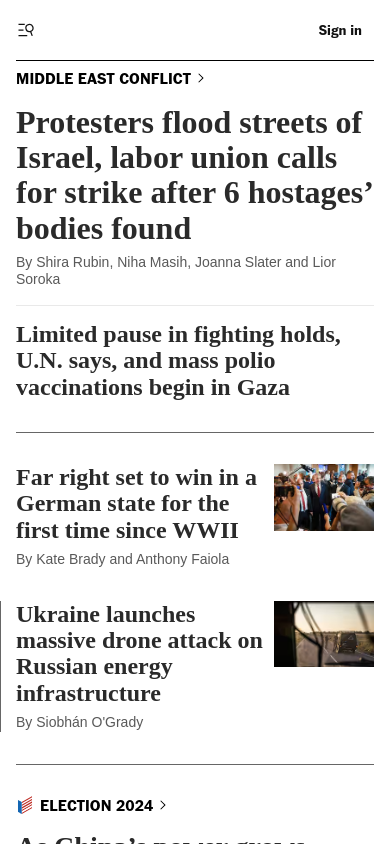 Sign in
MIDDLE EAST CONFLICT
Protesters flood streets of
Israel, labor union calls
for strike after 6 hostages’
bodies found
By Shira Rubin, Niha Masih, Joanna Slater and Lior
Soroka
Limited pause in fighting holds,
U.N. says, and mass polio
vaccinations begin in Gaza
Far right set to win in a
German state for the
first time since WWII
By Kate Brady and Anthony Faiola
Ukraine launches
massive drone attack on
Russian energy
infrastructure
By Siobhán O'Grady
ELECTION 2024
As China’s power grows